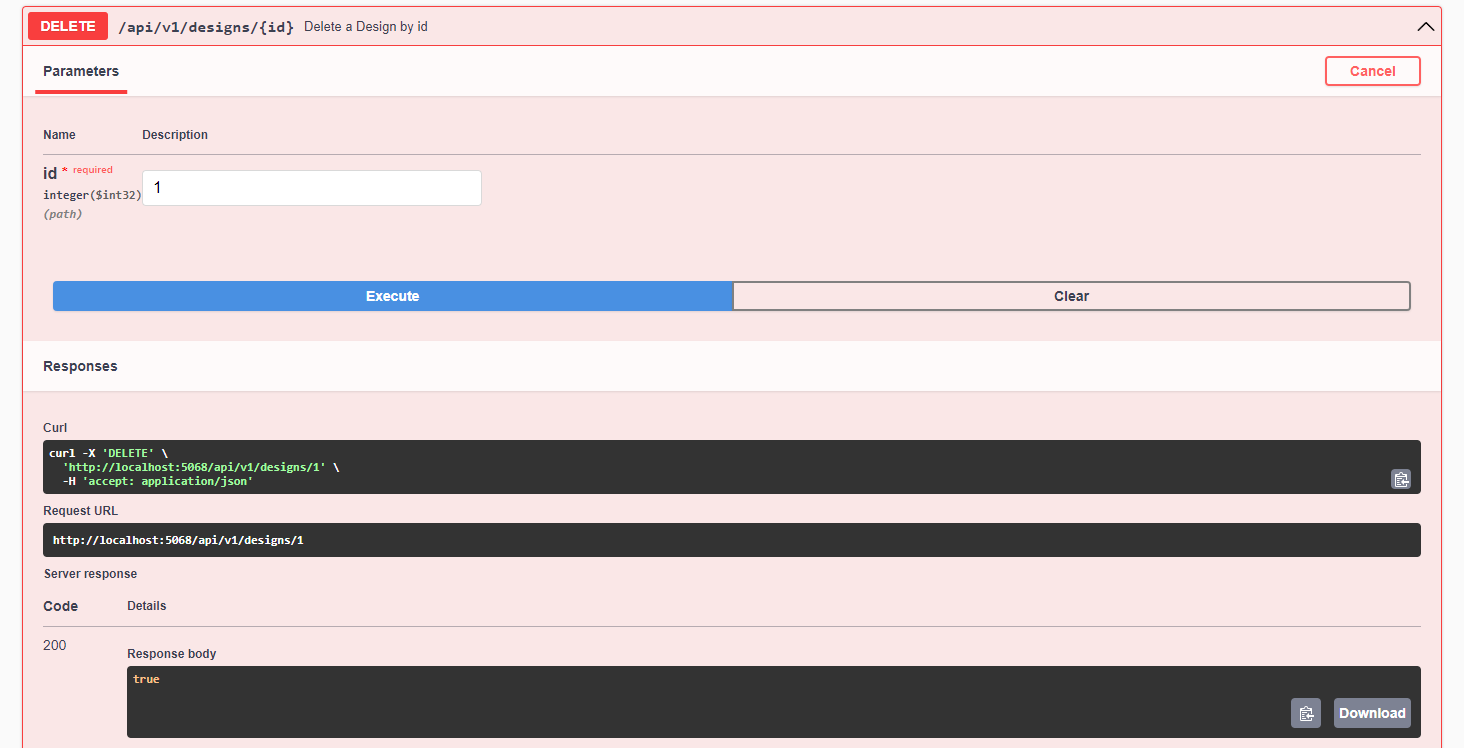 DELETE /api/v1/designs/{id} Delete a Design by id
Parameters
Cancel
Name Description
id * required
integer($int32)
(path)
1
Execute Clear
Responses
Curl
curl -X 'DELETE' \
  'http://localhost:5068/api/v1/designs/1' \
  -H 'accept: application/json'
Request URL
http://localhost:5068/api/v1/designs/1
Server response
Code Details
200
Response body
true
Download